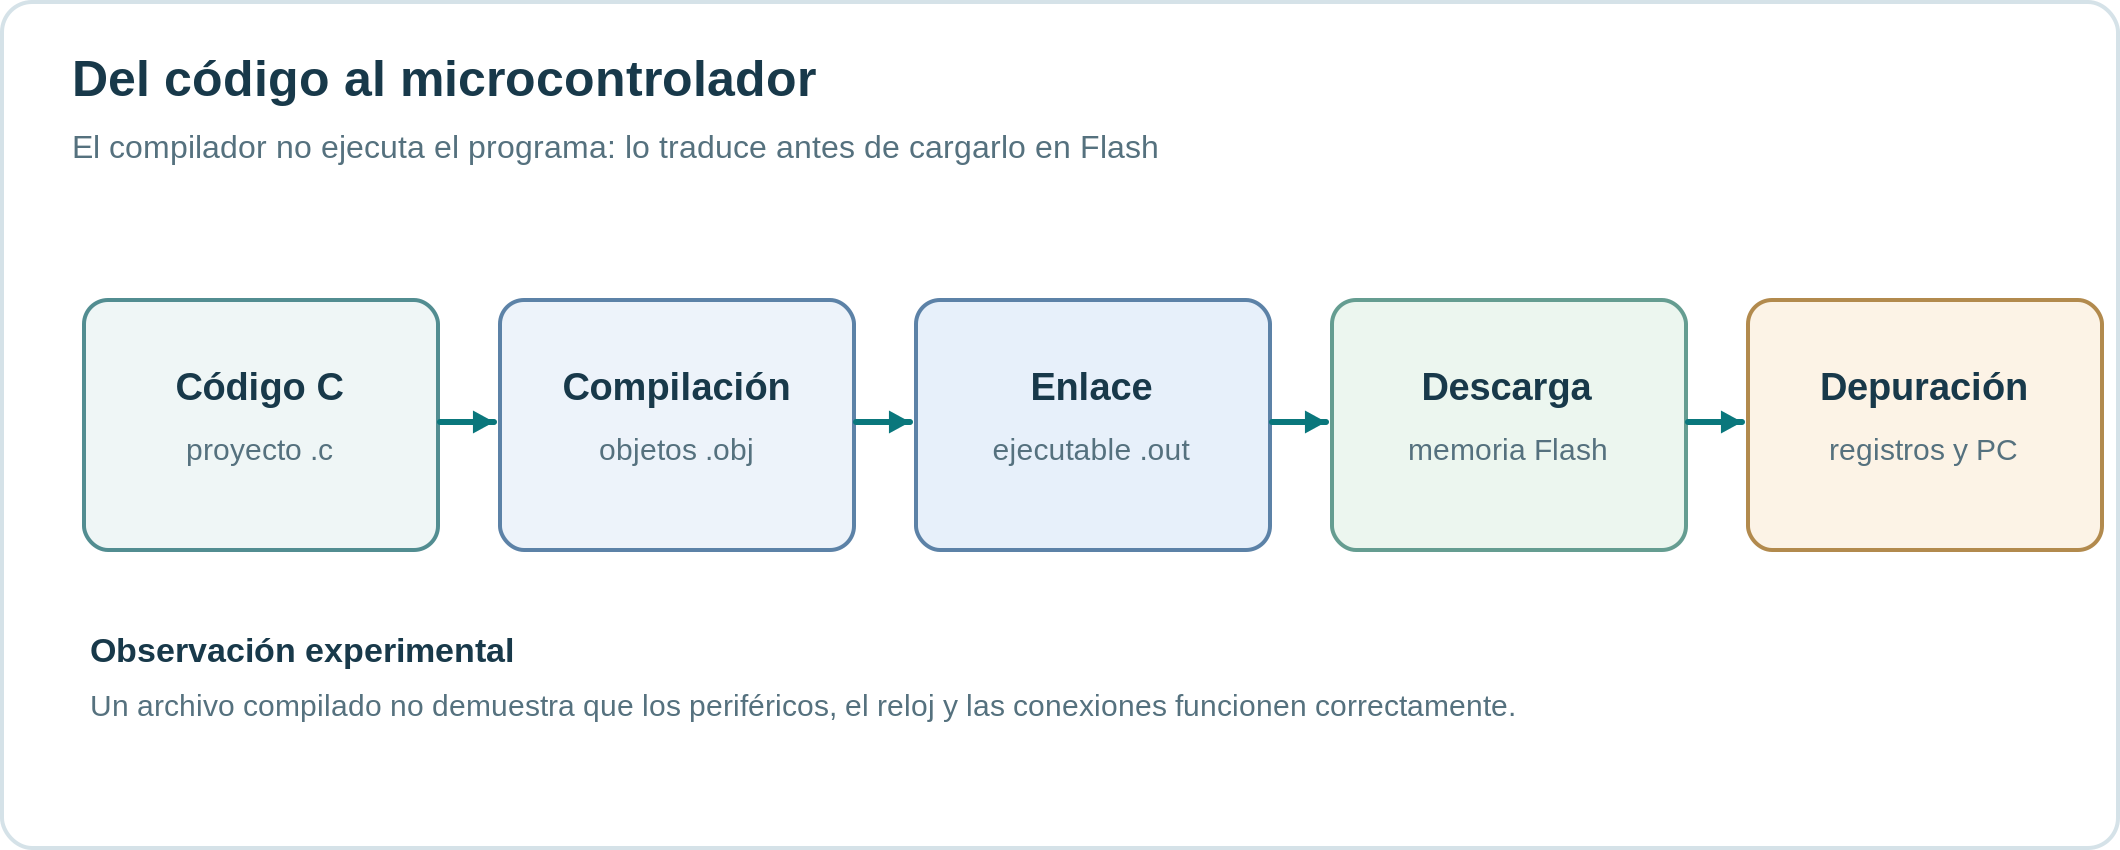 Del código al microcontrolador
El compilador no ejecuta el programa: lo traduce antes de cargarlo en Flash
Código C
proyecto .c
Compilación
objetos .obj
Enlace
ejecutable .out
Descarga
memoria Flash
Depuración
registros y PC
Observación experimental
Un archivo compilado no demuestra que los periféricos, el reloj y las conexiones funcionen correctamente.